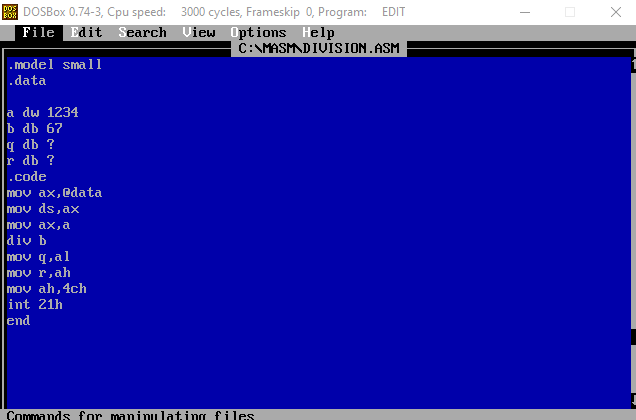 DOS
BOX
DOSBox 0.74-3, Cpu speed: 3000 cycles, Frameskip 0, Program: EDIT
File Edit Search View Options Help
C:\MASM\DIVISION.ASM
.model small
.data
a dw 1234
b db 67
q db ?
r db ?
.code
mov ax,@data
mov ds,ax
mov ax,a
div b
mov q,al
mov r,ah
mov ah,4ch
int 21h
end
Commands for manipulating files